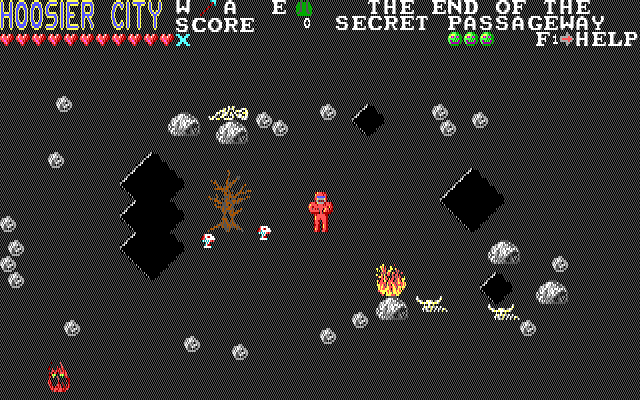 HOOSIER CITY W A E THE END OF THE
SCORE 0 SECRET PASSAGEWAY
X F1 HELP